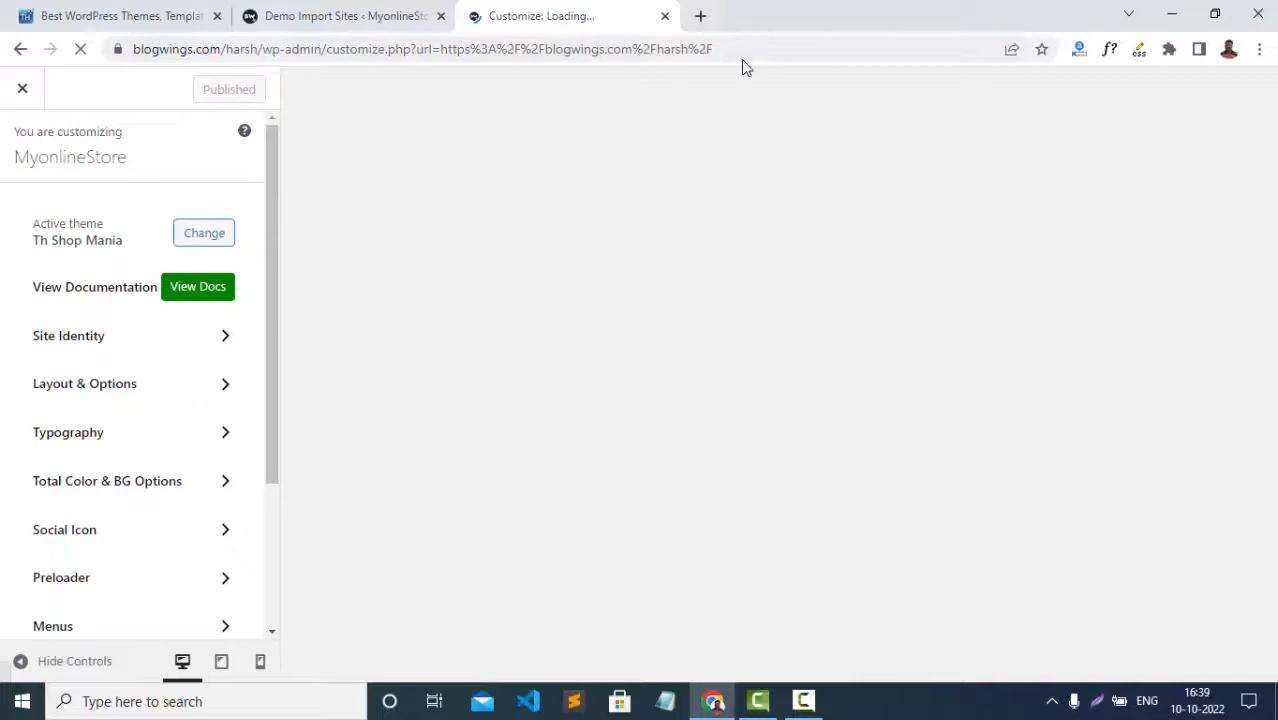 Best WordPress Themes, Templat
Demo Import Sites ‹ MyonlineSto
Customize: Loading...
blogwings.com/harsh/wp-admin/customize.php?url=https%3A%2F%2Fblogwings.com%2Fharsh%2F
Published
You are customizing
MyonlineStore
Active theme
Th Shop Mania
Change
View Documentation
View Docs
Site Identity
Layout & Options
Typography
Total Color & BG Options
Social Icon
Preloader
Menus
Hide Controls
Type here to search
ENG
16:39
10-10-2022